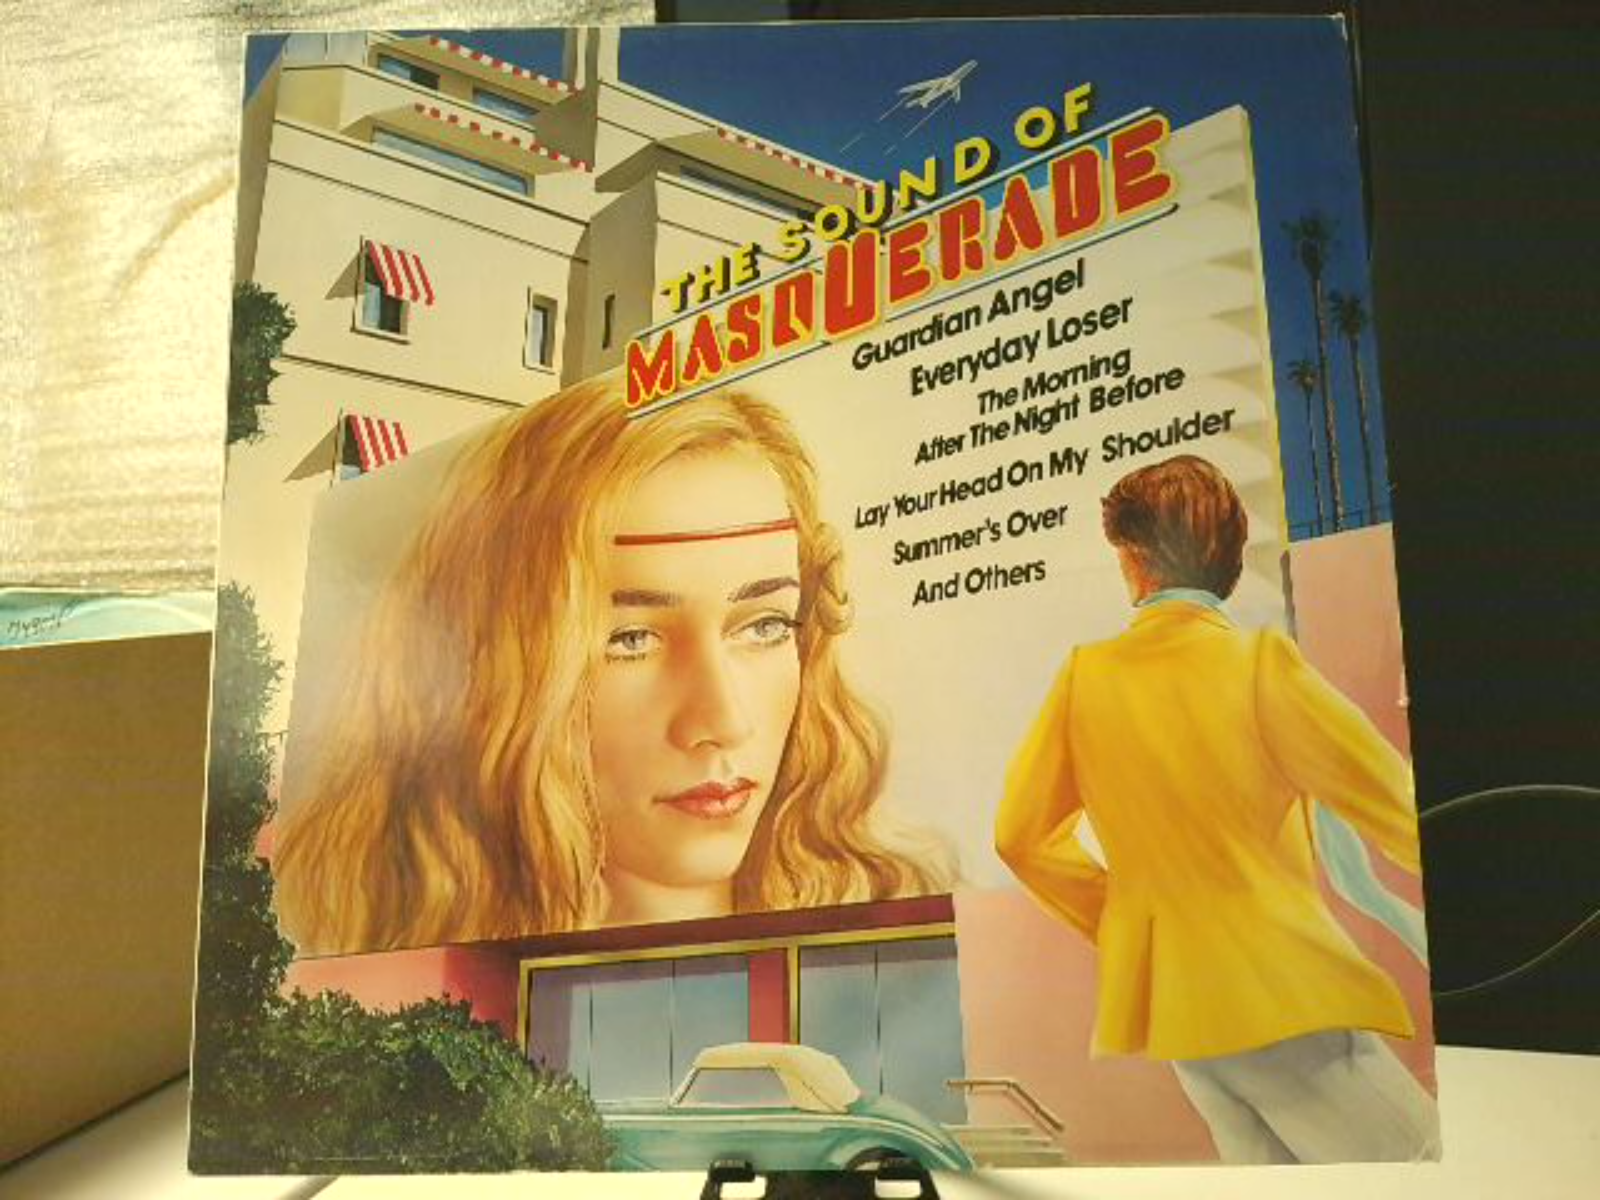 THE SOUND OF
MASQUERADE
Guardian Angel
Everyday Loser
The Morning
After The Night Before
Lay Your Head On My Shoulder
Summer's Over
And Others